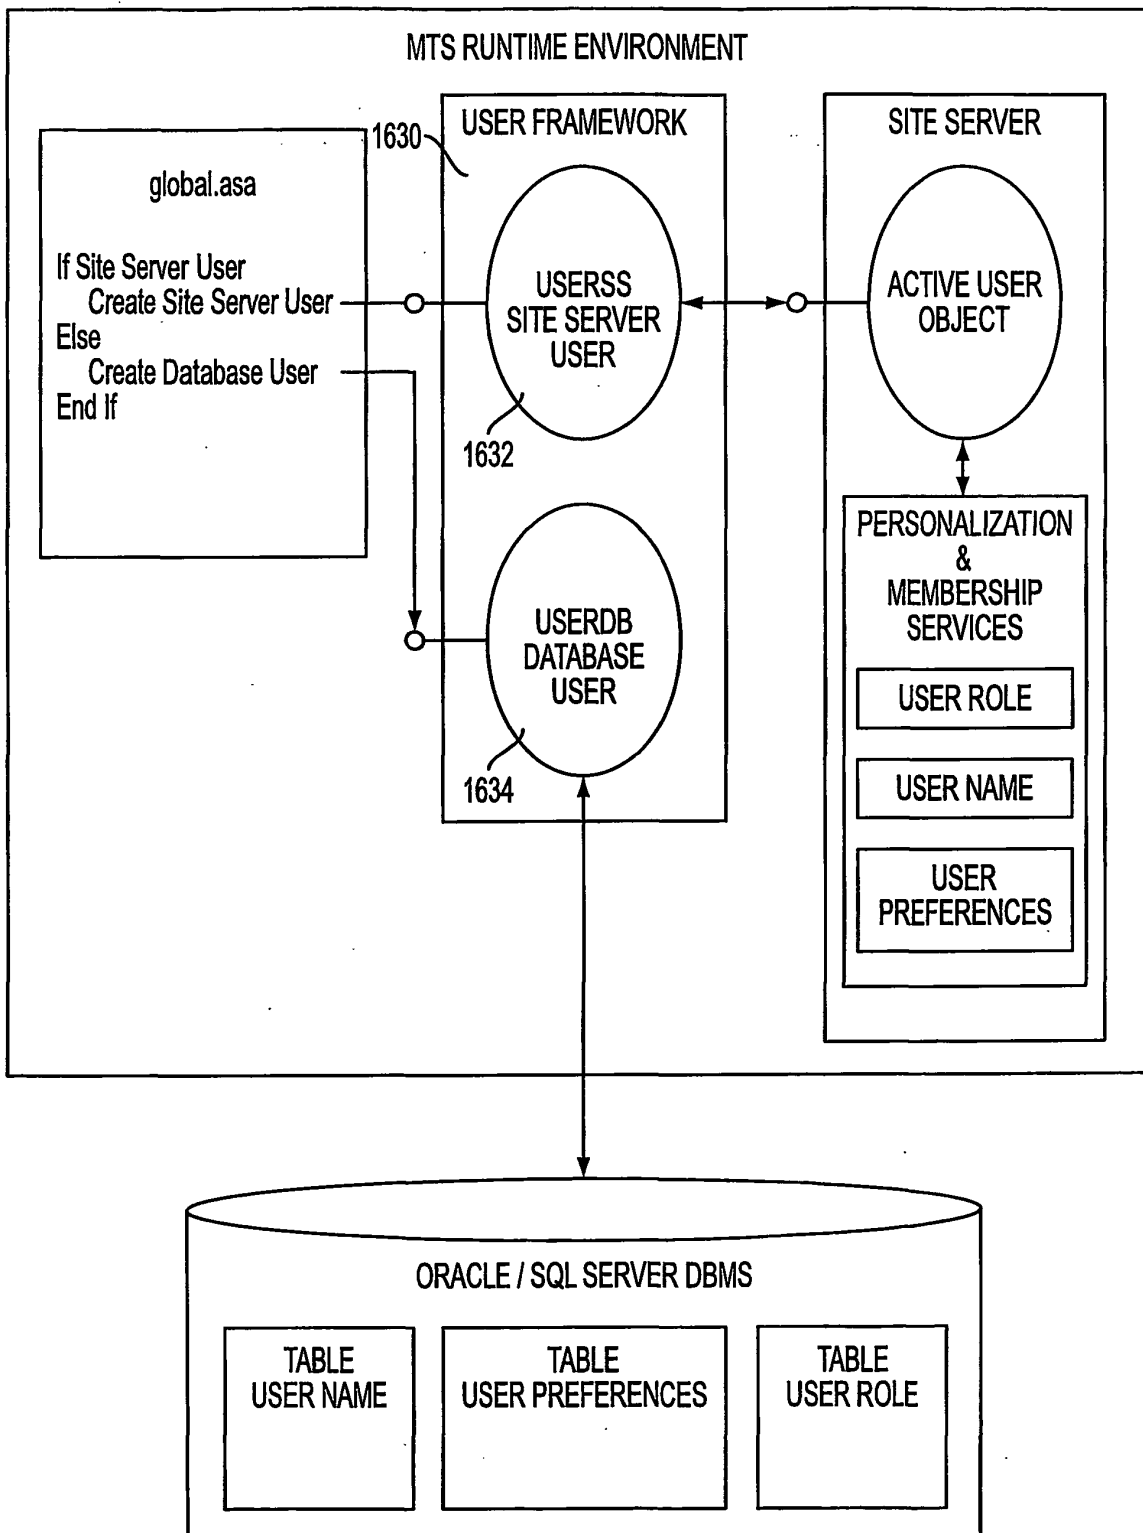 MTS RUNTIME ENVIRONMENT
global.asa
If Site Server User
Create Site Server User
Else
Create Database User
End If
1630
USER FRAMEWORK
USERSS
SITE SERVER
USER
1632
USERDB
DATABASE
USER
1634
SITE SERVER
ACTIVE USER
OBJECT
PERSONALIZATION
&
MEMBERSHIP
SERVICES
USER ROLE
USER NAME
USER
PREFERENCES
ORACLE / SQL SERVER DBMS
TABLE
USER NAME
TABLE
USER PREFERENCES
TABLE
USER ROLE